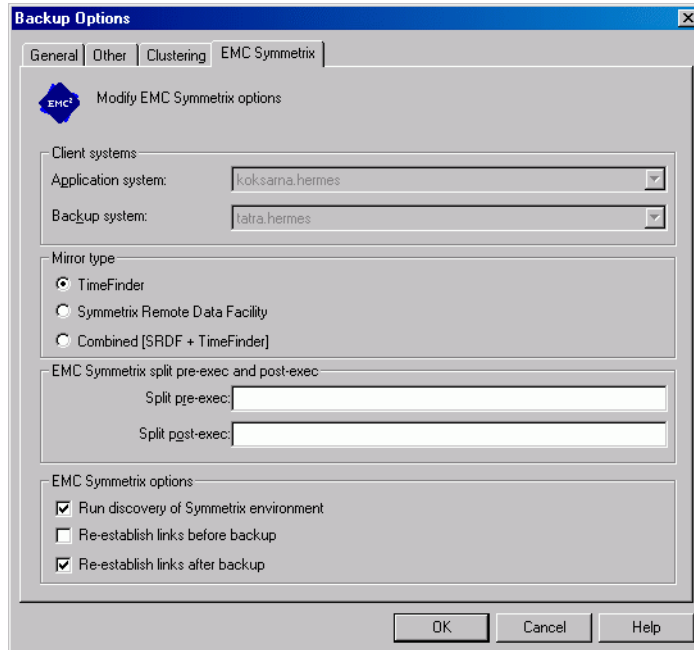 Backup Options
General
Other
Clustering
EMC Symmetrix
EMC²
Modify EMC Symmetrix options
Client systems
Application system:
koksarna.hermes
Backup system:
tatra.hermes
Mirror type
TimeFinder
Symmetrix Remote Data Facility
Combined [SRDF + TimeFinder]
EMC Symmetrix split pre-exec and post-exec
Split pre-exec:
Split post-exec:
EMC Symmetrix options
Run discovery of Symmetrix environment
Re-establish links before backup
Re-establish links after backup
OK
Cancel
Help